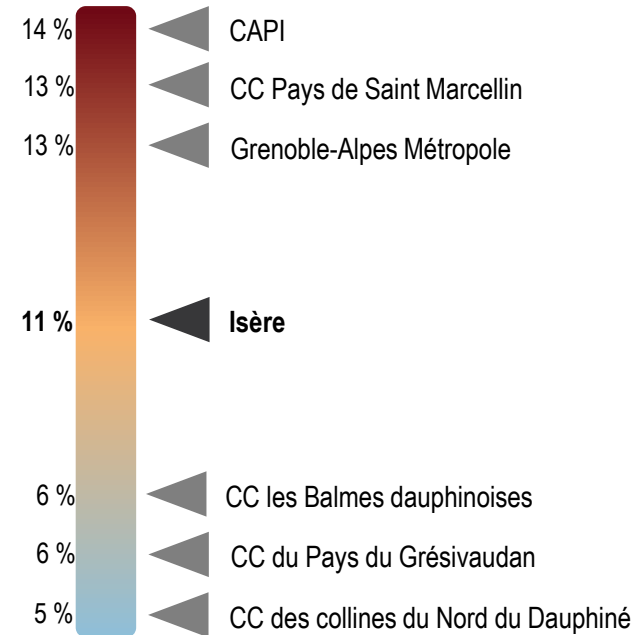 14 % CAPI
13 % CC Pays de Saint Marcellin
13 % Grenoble-Alpes Métropole
11 % Isère
6 % CC les Balmes dauphinoises
6 % CC du Pays du Grésivaudan
5 % CC des collines du Nord du Dauphiné